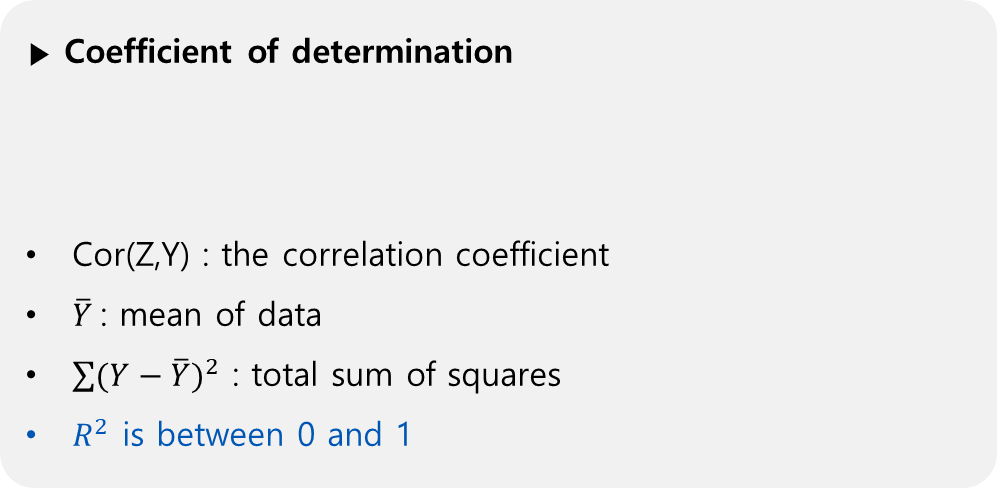 ▶ Coefficient of determination
• Cor(Z,Y) : the correlation coefficient
• Ȳ : mean of data
• ∑(Y − Ȳ)² : total sum of squares
• R² is between 0 and 1